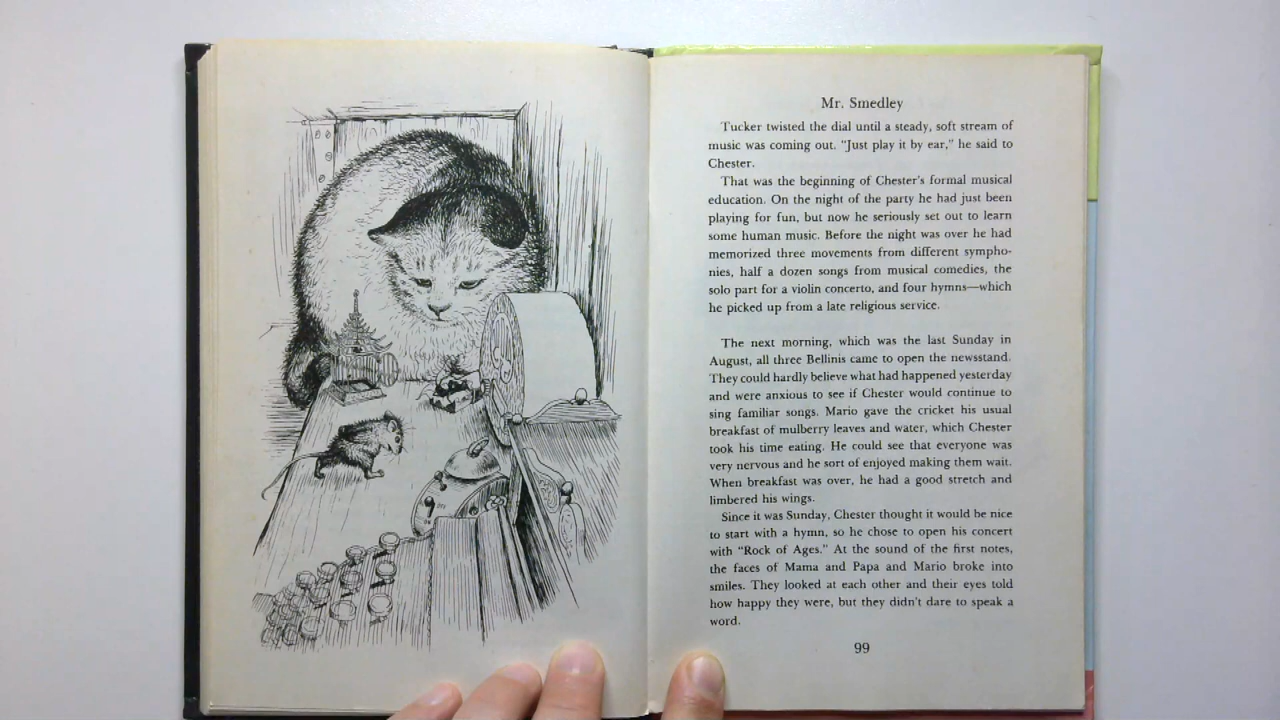 Mr. Smedley
Tucker twisted the dial until a steady, soft stream of
music was coming out. "Just play it by ear," he said to
Chester.
That was the beginning of Chester's formal musical
education. On the night of the party he had just been
playing for fun, but now he seriously set out to learn
some human music. Before the night was over he had
memorized three movements from different sympho-
nies, half a dozen songs from musical comedies, the
solo part for a violin concerto, and four hymns—which
he picked up from a late religious service.
The next morning, which was the last Sunday in
August, all three Bellinis came to open the newsstand.
They could hardly believe what had happened yesterday
and were anxious to see if Chester would continue to
sing familiar songs. Mario gave the cricket his usual
breakfast of mulberry leaves and water, which Chester
took his time eating. He could see that everyone was
very nervous and he sort of enjoyed making them wait.
When breakfast was over, he had a good stretch and
limbered his wings.
Since it was Sunday, Chester thought it would be nice
to start with a hymn, so he chose to open his concert
with "Rock of Ages." At the sound of the first notes,
the faces of Mama and Papa and Mario broke into
smiles. They looked at each other and their eyes told
how happy they were, but they didn't dare to speak a
word.
99